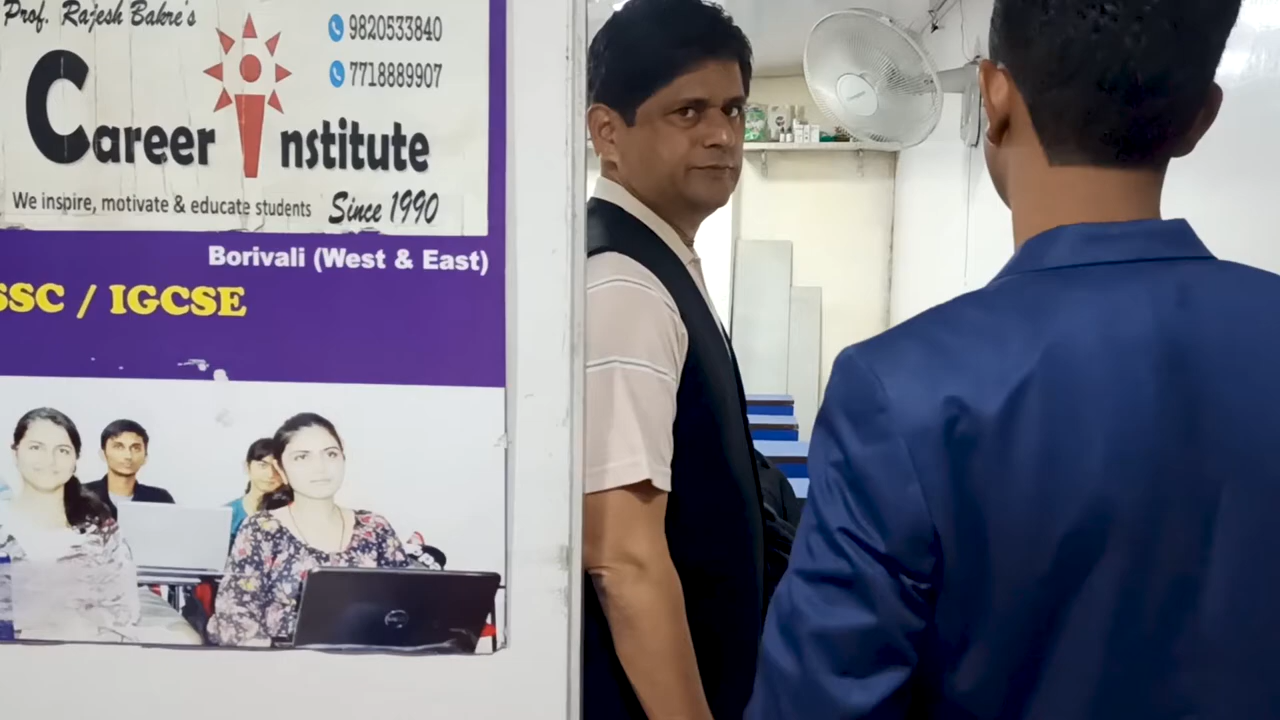 Prof. Rajesh Bakre's
9820533840
7718889907
Career institute
We inspire, motivate & educate students Since 1990
Borivali (West & East)
SSC / IGCSE